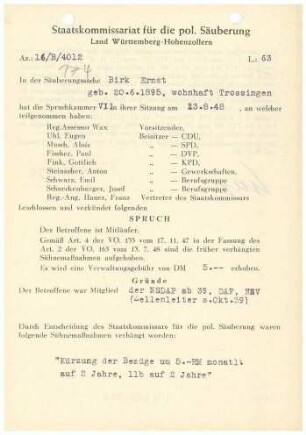 Staatskommissariat für die pol. Säuberung
Land Württemberg-Hohenzollern
Az.: 16/B/4012 L: 63
In der Säuberungssache Birk Ernst
geb. 20.6.1895, wohnhaft Trossingen
hat die Spruchkammer VII in ihrer Sitzung am 13.8.48, an welcher
teilgenommen haben:
Reg.Assessor Wax Vorsitzender,
Uhl, Eugen Beisitzer — CDU,
Musch, Alois „ — SPD,
Fischer, Paul „ — DVP,
Fink, Gottlich „ — KPD,
Steinacher, Anton „ — Gewerkschaften,
Schwarz, Emil „ — Berufsgruppe
Schneckenburger, Josef „ — Berufsgruppe
Reg.-Ang. Hauer, Franz Vertreter des Staatskommissars
beschlossen und verkündet folgenden
SPRUCH
Der Betroffene ist Mitläufer.
Gemäß Art. 4 der VO. 133 vom 17. 11. 47 in der Fassung des
Art. 2 der VO. 165 vom 13. 7. 48 sind die früher verhängten
Sühnemaßnahmen aufgehoben.
Es wird eine Verwaltungsgebühr von DM 5.-- erhoben.
Gründe
Der Betroffene war Mitglied der NSDAP ab 33, DAF, NSV
(Zellenleiter s.Okt.39)
Durch Entscheidung des Staatskommissars für die pol. Säuberung waren
folgende Sühnemaßnahmen verhängt worden:
"Kürzung der Bezüge um 5.-RM monatl.
auf 2 Jahre, 11b auf 2 Jahre"